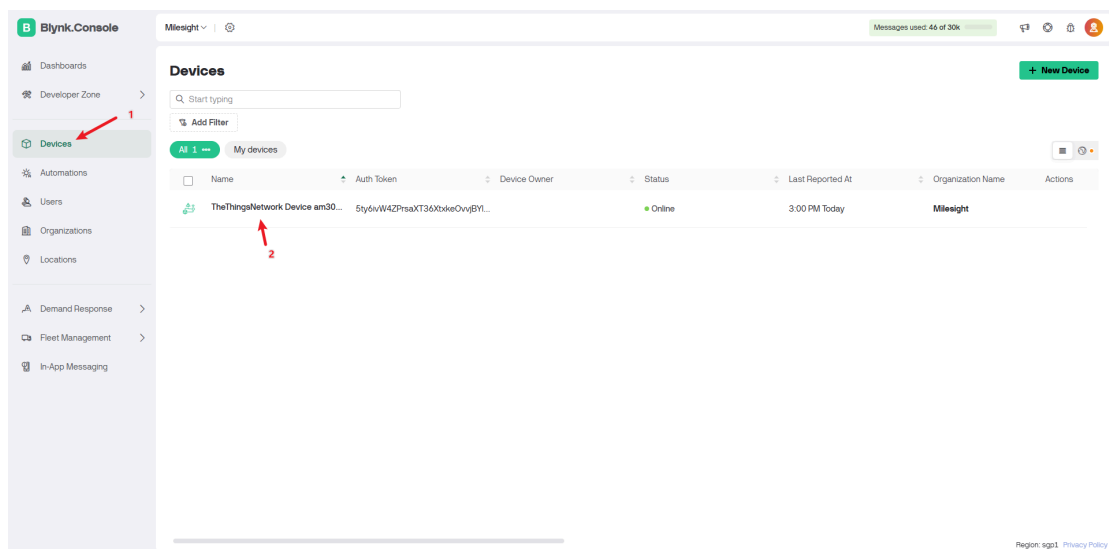 B Blynk.Console
Milesight
Messages used: 46 of 30k
Dashboards
Developer Zone
1
Devices
Automations
Users
Organizations
Locations
Demand Response
Fleet Management
In-App Messaging
Devices
+ New Device
Start typing
Add Filter
All 1
My devices
Name Auth Token Device Owner Status Last Reported At Organization Name Actions
TheThingsNetwork Device am30... 5ty6ivW4ZPrsaXT36XtxkeOvvjBYl... Online 3:00 PM Today Milesight
2
Region: sgp1 Privacy Policy